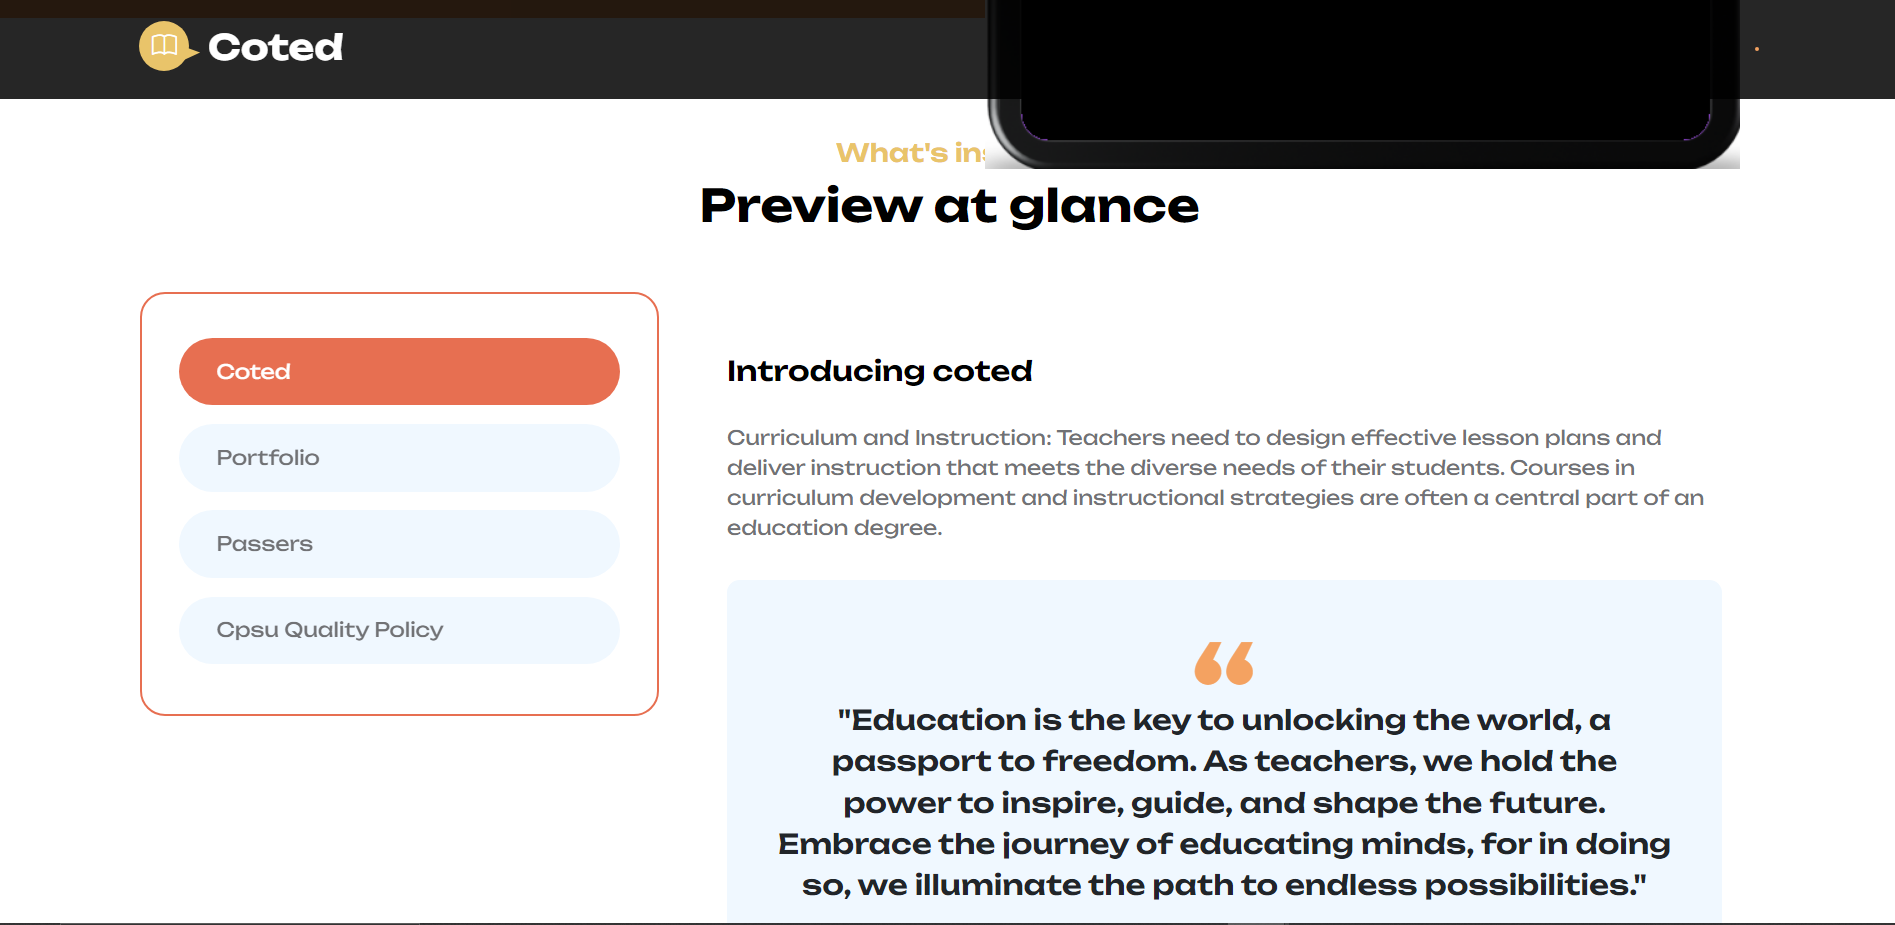 Coted
What's
Preview at glance
Coted
Portfolio
Passers
Cpsu Quality Policy
Introducing coted
Curriculum and Instruction: Teachers need to design effective lesson plans and
deliver instruction that meets the diverse needs of their students. Courses in
curriculum development and instructional strategies are often a central part of an
education degree.
"Education is the key to unlocking the world, a
passport to freedom. As teachers, we hold the
power to inspire, guide, and shape the future.
Embrace the journey of educating minds, for in doing
so, we illuminate the path to endless possibilities."